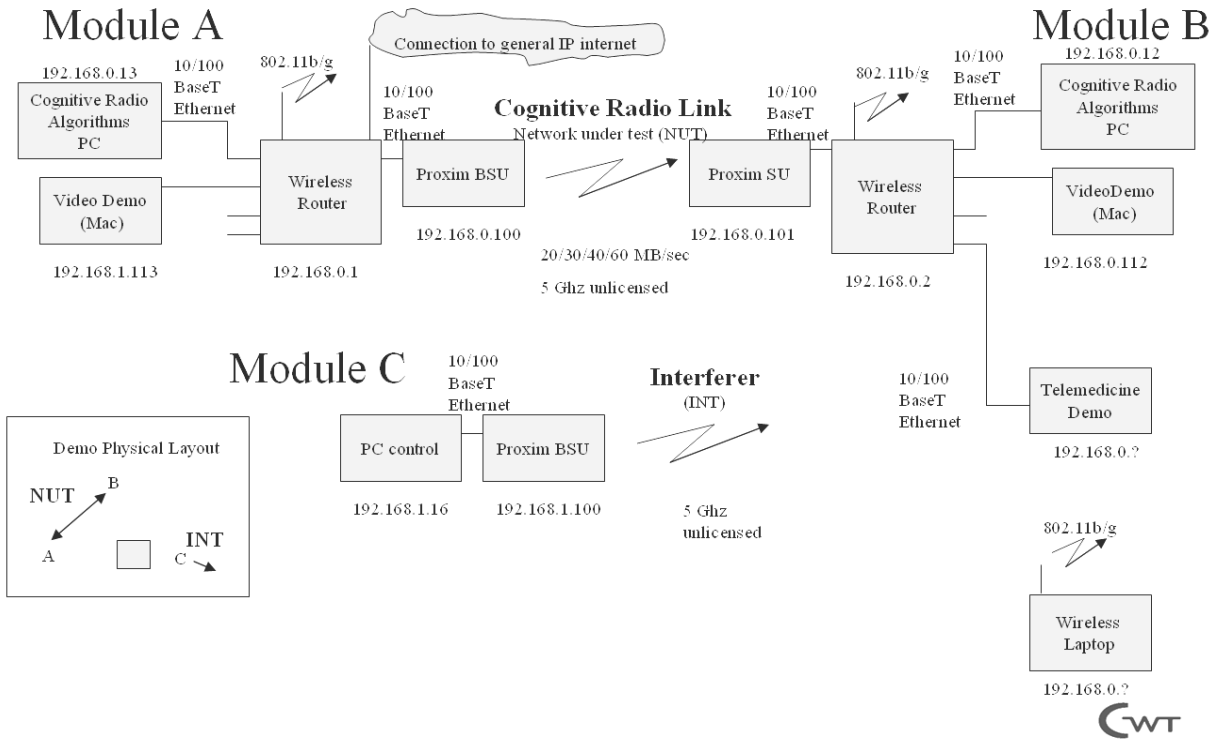 Module A
Module B
Connection to general IP internet
192.168.0.13
10/100
BaseT
Ethernet
802.11b/g
Cognitive Radio
Algorithms
PC
10/100
BaseT
Ethernet
Cognitive Radio Link
Network under test (NUT)
10/100
BaseT
Ethernet
802.11b/g
10/100
BaseT
Ethernet
192.168.0.12
Cognitive Radio
Algorithms
PC
Video Demo
(Mac)
192.168.1.113
Wireless
Router
192.168.0.1
Proxim BSU
192.168.0.100
20/30/40/60 MB/sec
5 Ghz unlicensed
Proxim SU
192.168.0.101
Wireless
Router
192.168.0.2
VideoDemo
(Mac)
192.168.0.112
Module C
10/100
BaseT
Ethernet
Interferer
(INT)
PC control
192.168.1.16
Proxim BSU
192.168.1.100
5 Ghz
unlicensed
10/100
BaseT
Ethernet
Telemedicine
Demo
192.168.0.?
Demo Physical Layout
NUT
B
A
INT
C
802.11b/g
Wireless
Laptop
192.168.0.?
CWT